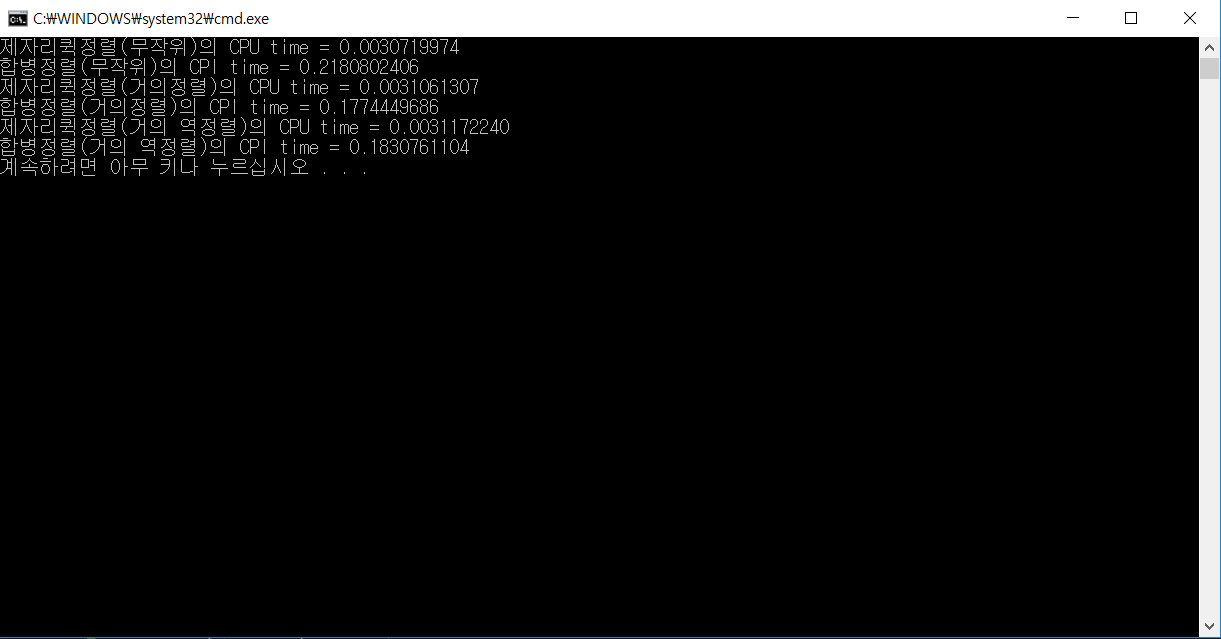 C:₩WINDOWS₩system32₩cmd.exe
제자리퀵정렬(무작위)의 CPU time = 0.0030719974
합병정렬(무작위)의 CPI time = 0.2180802406
제자리퀵정렬(거의정렬)의 CPU time = 0.0031061307
합병정렬(거의정렬)의 CPI time = 0.1774449686
제자리퀵정렬(거의 역정렬)의 CPU time = 0.0031172240
합병정렬(거의 역정렬)의 CPI time = 0.1830761104
계속하려면 아무 키나 누르십시오 . . .